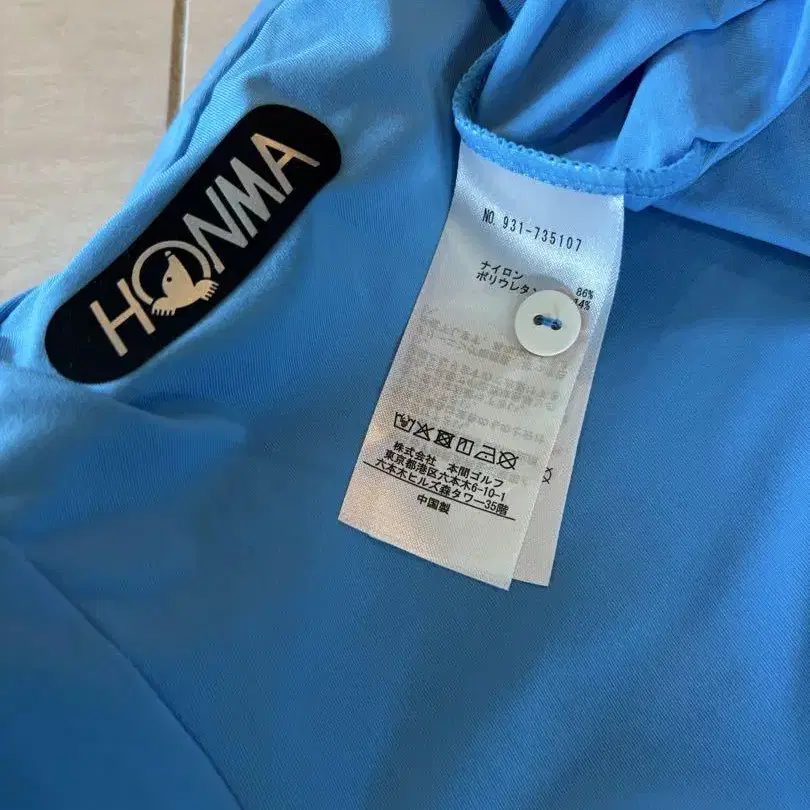 HONMA
NO. 931-735107
ナイロン 86%
ポリウレタン 14%
株式会社 本間ゴルフ
東京都港区六本木6-10-1
六本木ヒルズ森タワー35階
中国製